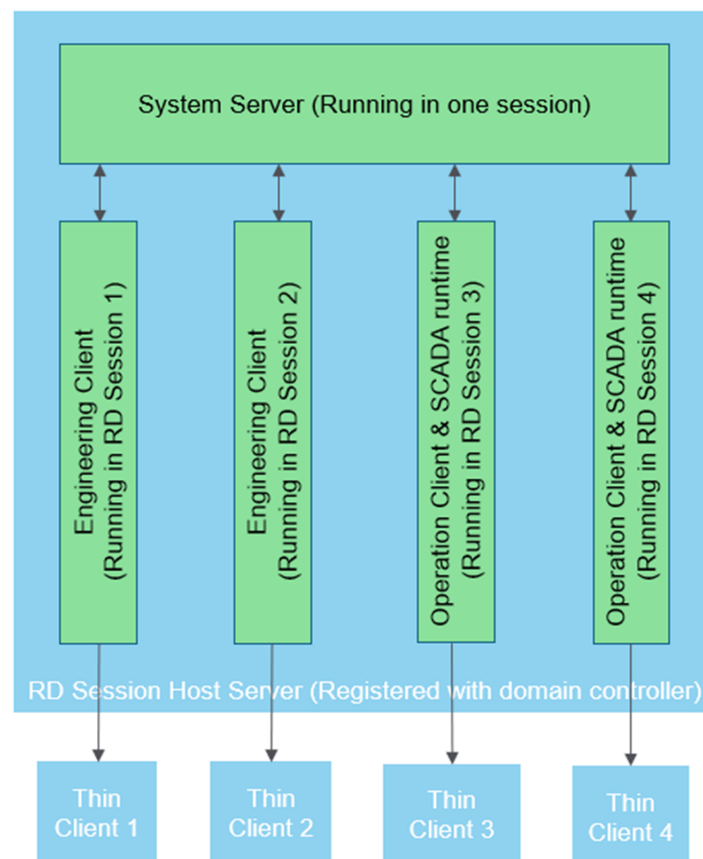 System Server (Running in one session)
Engineering Client
(Running in RD Session 1)
Engineering Client
(Running in RD Session 2)
Operation Client & SCADA runtime
(Running in RD Session 3)
Operation Client & SCADA runtime
(Running in RD Session 4)
RD Session Host Server (Registered with domain controller)
Thin
Client 1
Thin
Client 2
Thin
Client 3
Thin
Client 4